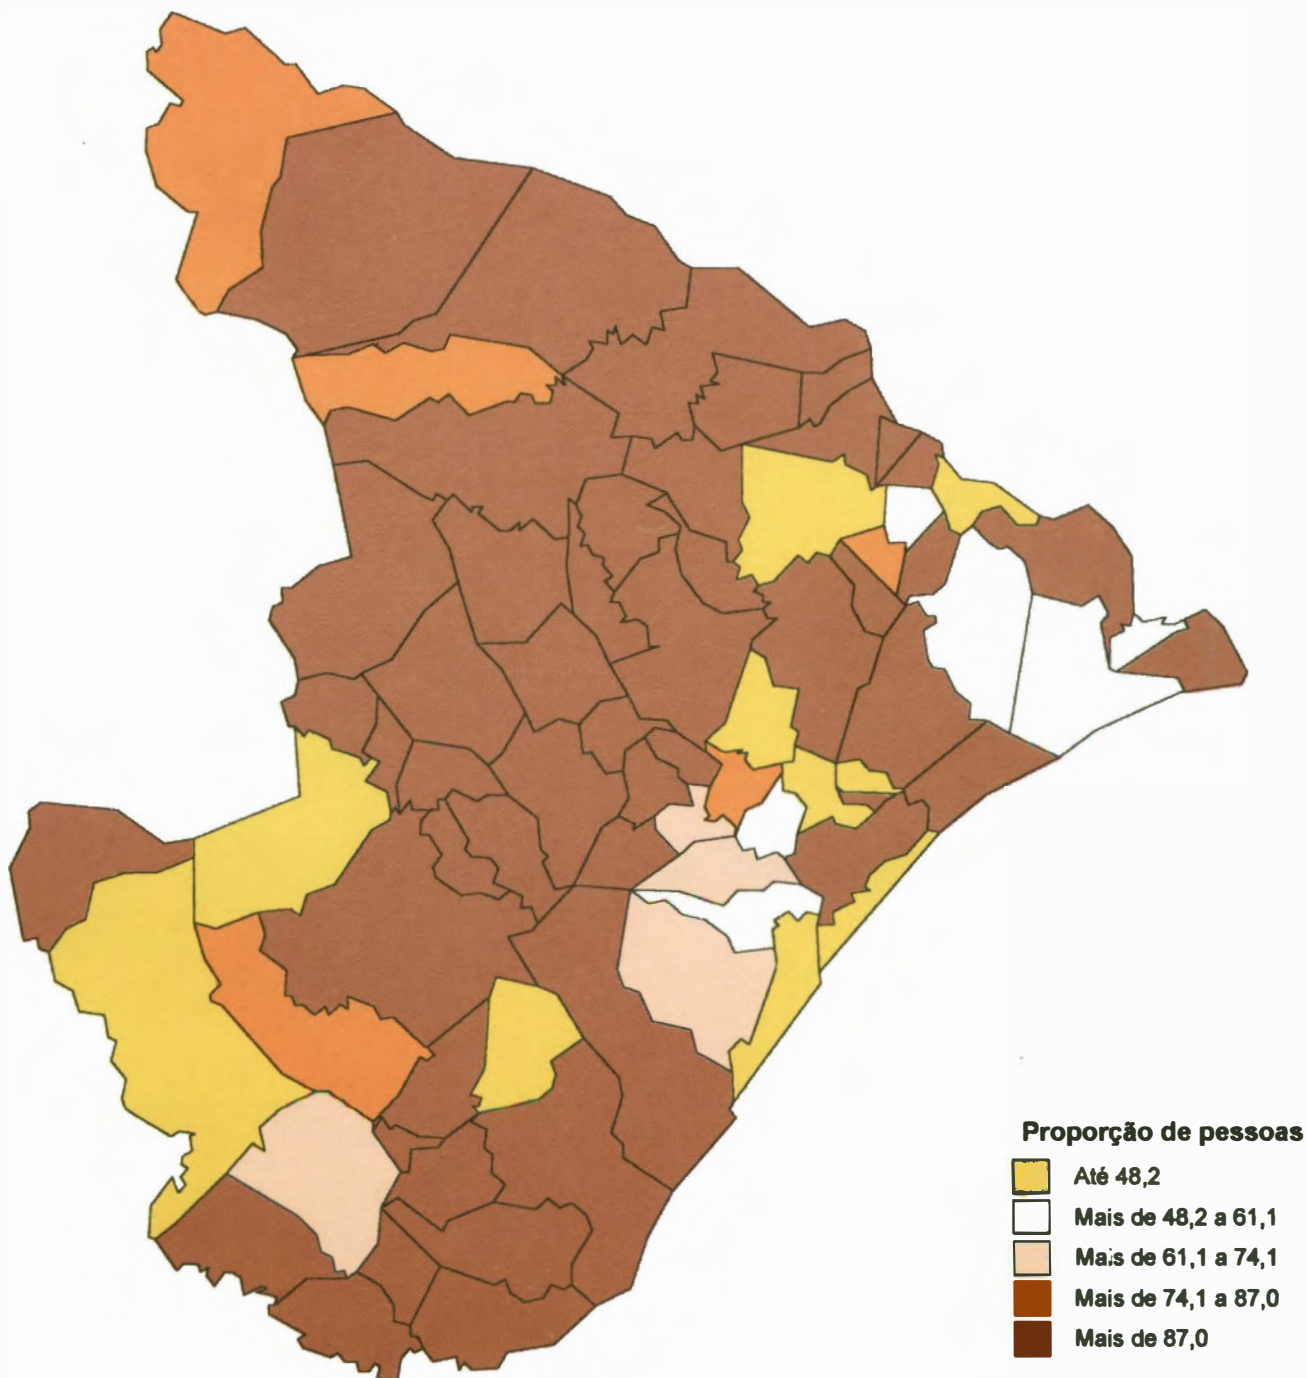 Proporção de pessoas
Até 48,2
Mais de 48,2 a 61,1
Mais de 61,1 a 74,1
Mais de 74,1 a 87,0
Mais de 87,0